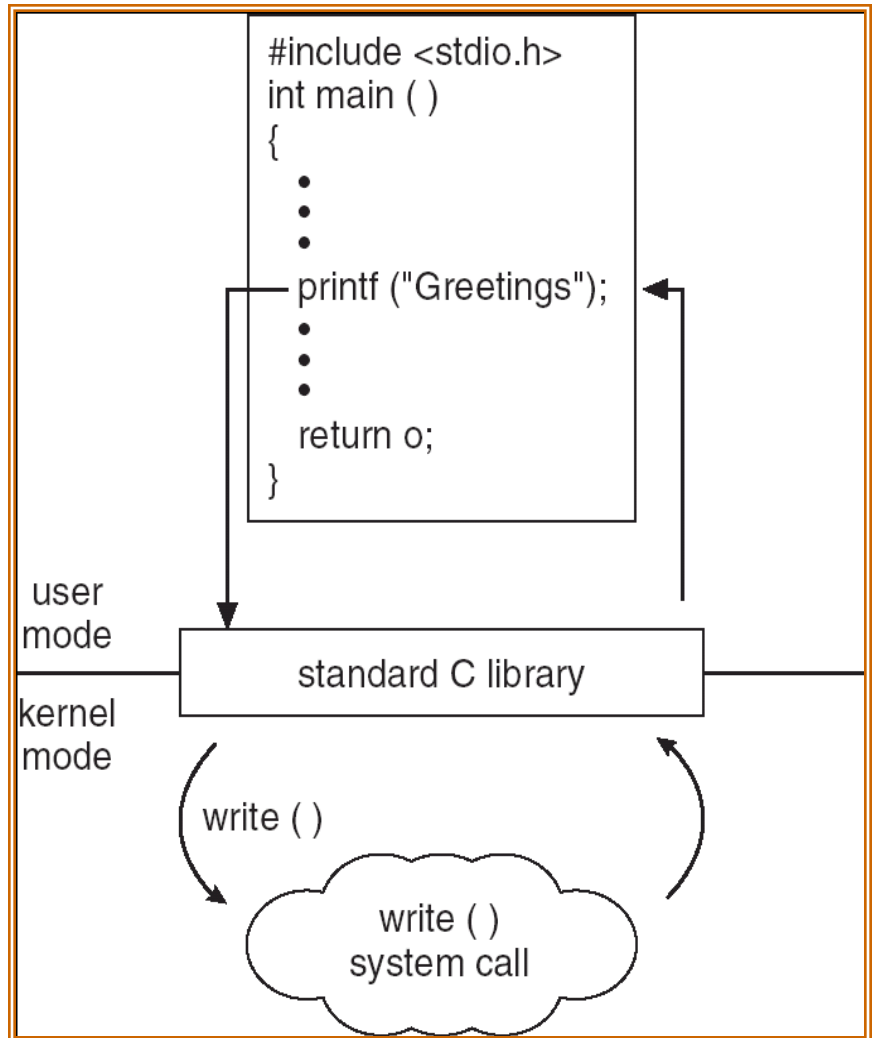 #include <stdio.h>
int main ( )
{
•
•
•
printf ("Greetings");
•
•
•
return o;
}
user
mode
standard C library
kernel
mode
write ( )
write ( )
system call